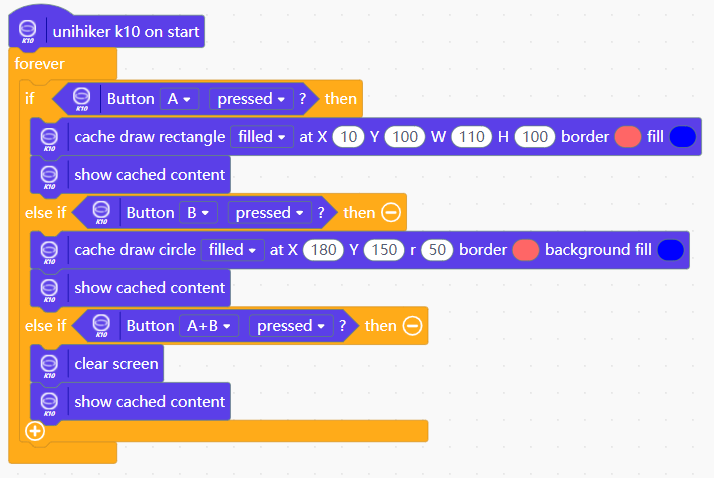 K10 unihiker k10 on start
forever
if K10 Button A pressed ? then
K10 cache draw rectangle filled at X 10 Y 100 W 110 H 100 border fill
K10 show cached content
else if K10 Button B pressed ? then
K10 cache draw circle filled at X 180 Y 150 r 50 border background fill
K10 show cached content
else if K10 Button A+B pressed ? then
K10 clear screen
K10 show cached content